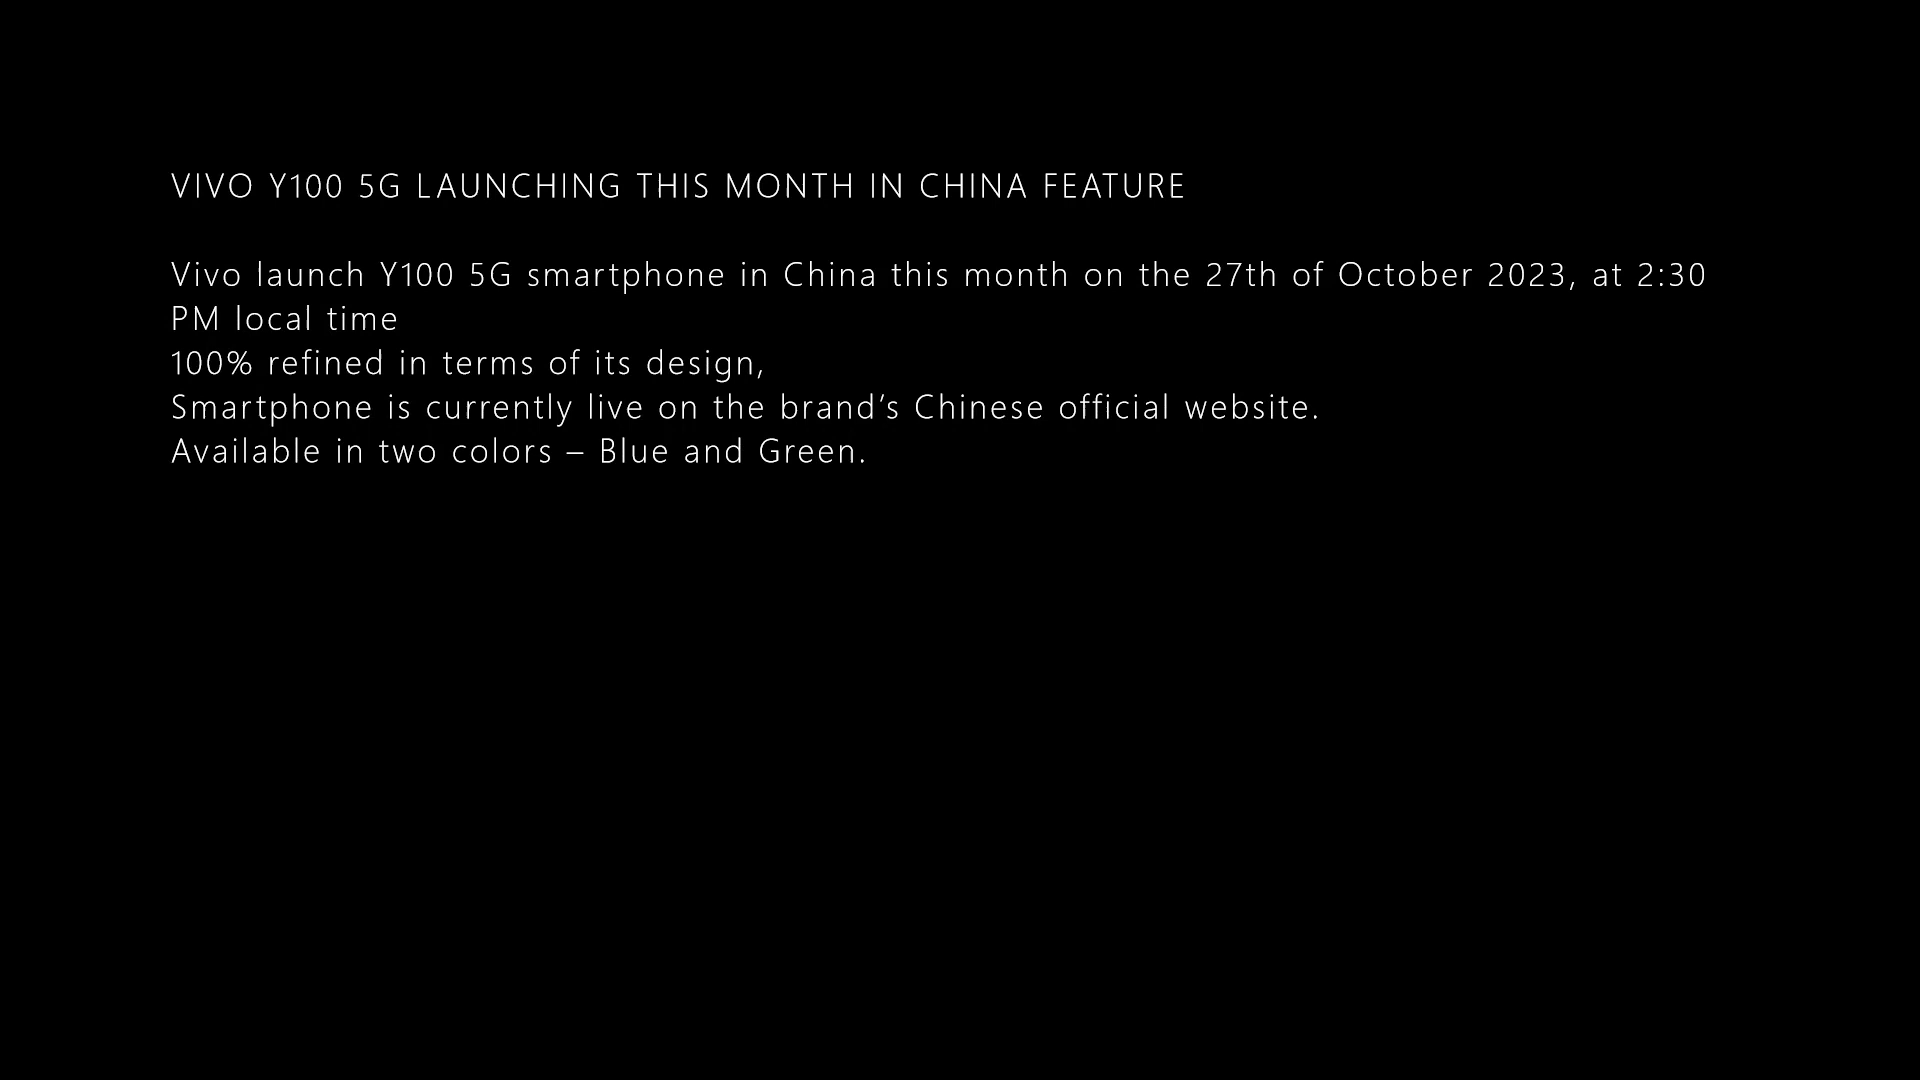 VIVO Y100 5G LAUNCHING THIS MONTH IN CHINA FEATURE
Vivo launch Y100 5G smartphone in China this month on the 27th of October 2023, at 2:30
PM local time
100% refined in terms of its design,
Smartphone is currently live on the brand’s Chinese official website.
Available in two colors – Blue and Green.